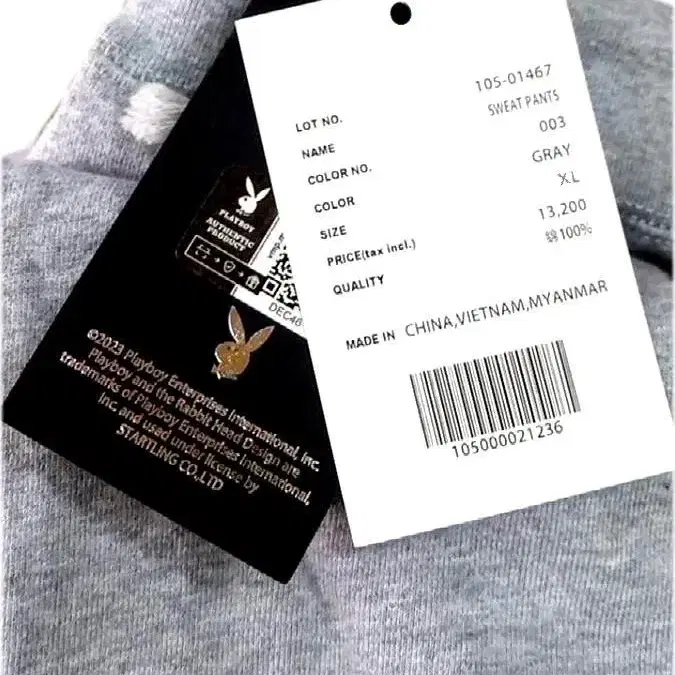 PLAYBOY
AUTHENTIC
PRODUCT
DEC48
©2023 Playboy Enterprises International, Inc.
Playboy and the Rabbit Head Design are
trademarks of Playboy Enterprises International,
Inc. and used under license by
STARTLING CO.,LTD
LOT NO. 105-01467
NAME SWEAT PANTS
COLOR NO. 003
COLOR GRAY
SIZE XL
PRICE(tax incl.) 13,200
QUALITY 綿100%
MADE IN CHINA,VIETNAM,MYANMAR
105000021236